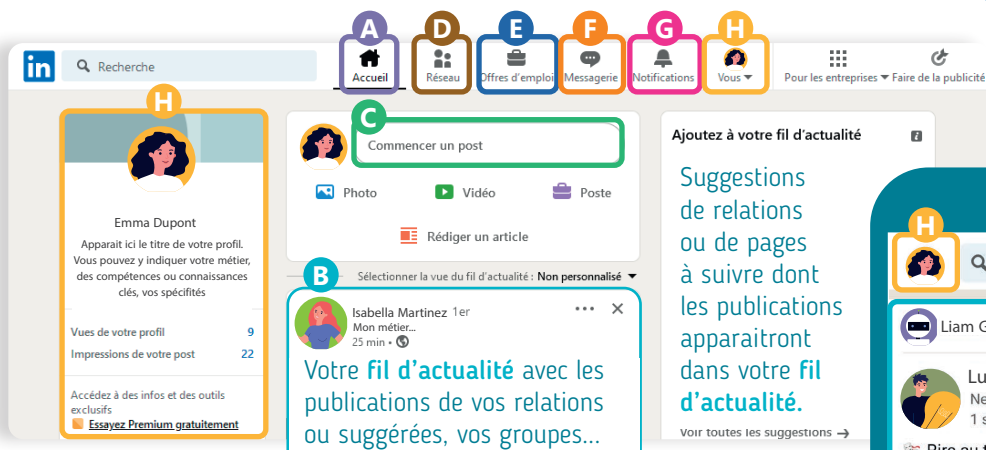 A
D
E
F
G
H
in
Recherche
Accueil
Réseau
Offres d'emploi
Messagerie
Notifications
Vous
Pour les entreprises
Faire de la publicité
H
Emma Dupont
Apparait ici le titre de votre profil.
Vous pouvez y indiquer votre métier,
des compétences ou connaissances
clés, vos spécifités
Vues de votre profil 9
Impressions de votre post 22
Accédez à des infos et des outils
exclusifs
Essayez Premium gratuitement
C
Commencer un post
Photo
Vidéo
Poste
Rédiger un article
B
Sélectionner la vue du fil d'actualité : Non personnalisé
Isabella Martinez 1er
Mon métier...
25 min •
Votre fil d'actualité avec les
publications de vos relations
ou suggérées, vos groupes...
Ajoutez à votre fil d'actualité
Suggestions
de relations
ou de pages
à suivre dont
les publications
apparaitront
dans votre fil
d'actualité.
Voir toutes les suggestions →
H
Liam
1